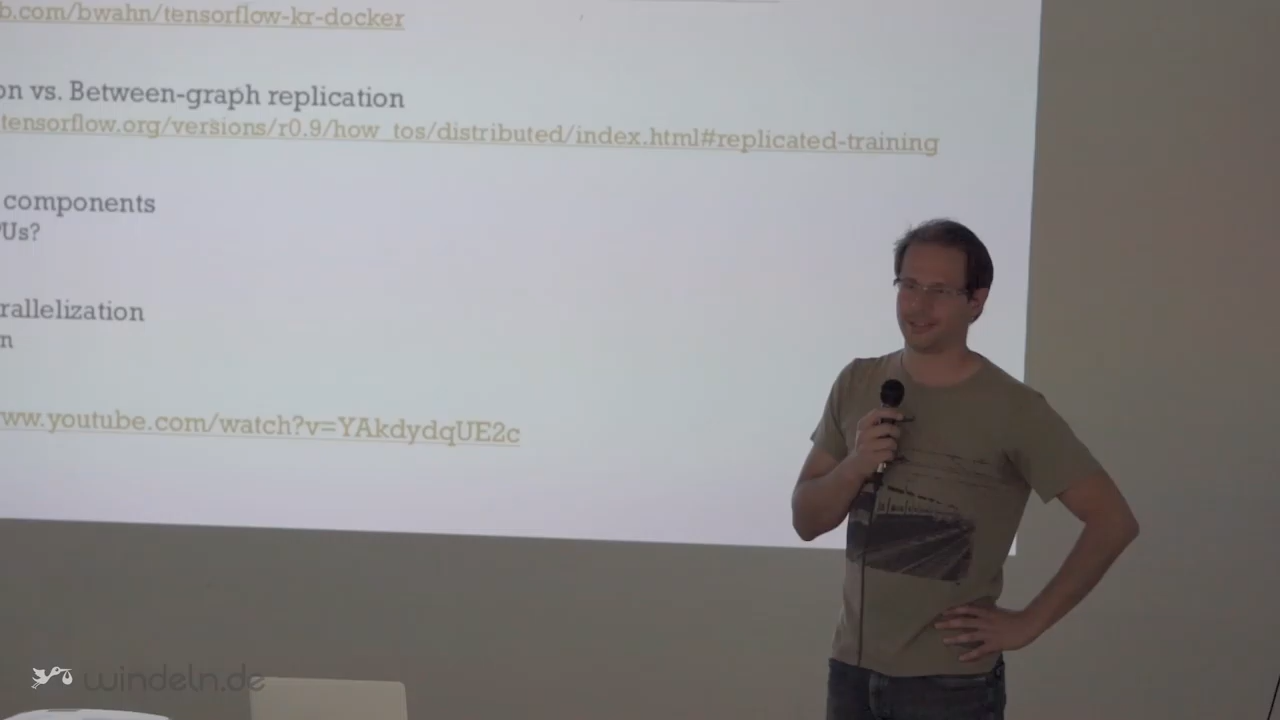 b.com/bwahn/tensorflow-kr-docker
on vs. Between-graph replication
tensorflow.org/versions/r0.9/how_tos/distributed/index.html#replicated-training
components
Us?
rallelization
n
ww.youtube.com/watch?v=YAkdydqUE2c
windeln.de